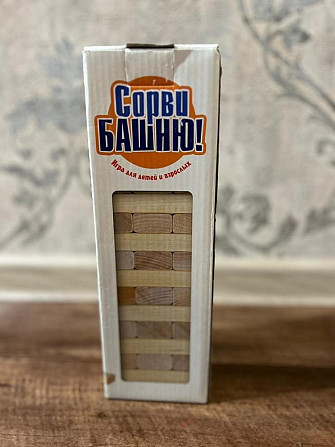 Сорви
БАШНЮ!
Игра для детей и взрослых